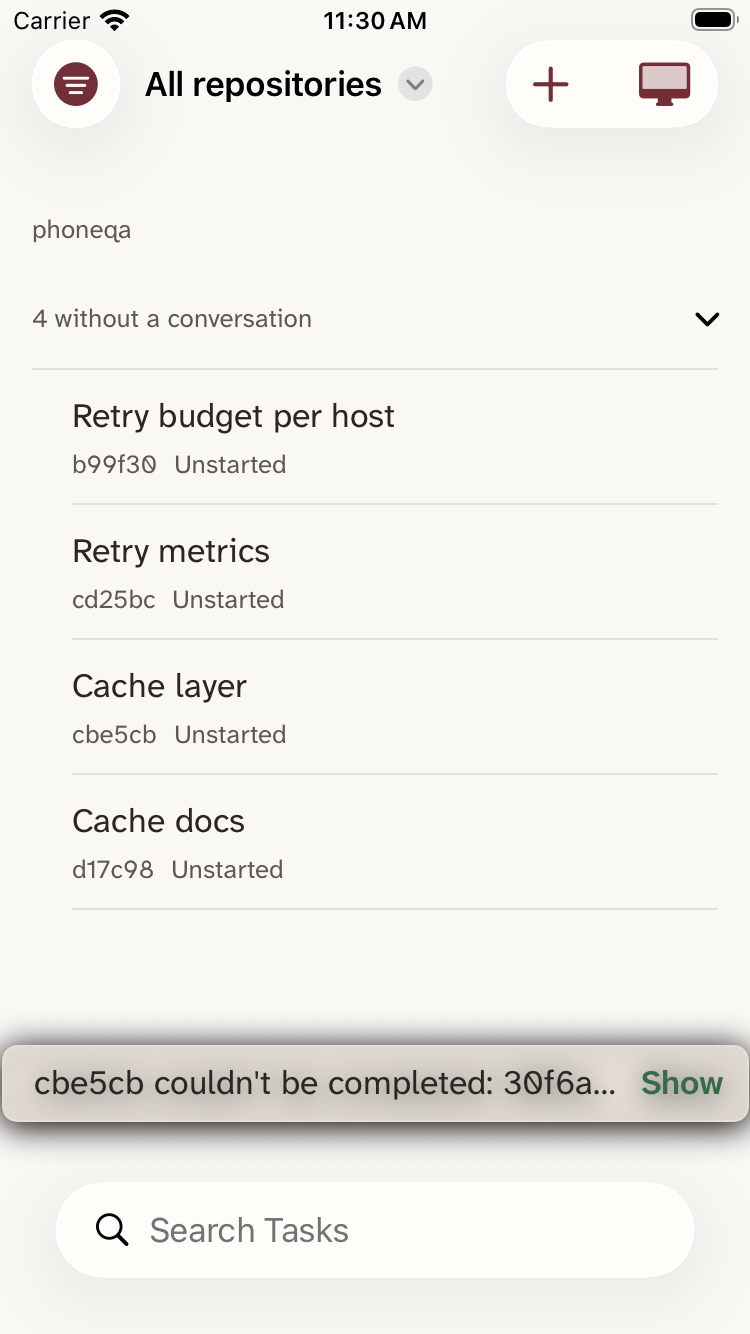 Carrier 11:30 AM
All repositories
phoneqa
4 without a conversation
Retry budget per host
b99f30 Unstarted
Retry metrics
cd25bc Unstarted
Cache layer
cbe5cb Unstarted
Cache docs
d17c98 Unstarted
cbe5cb couldn't be completed: 30f6a... Show
Search Tasks